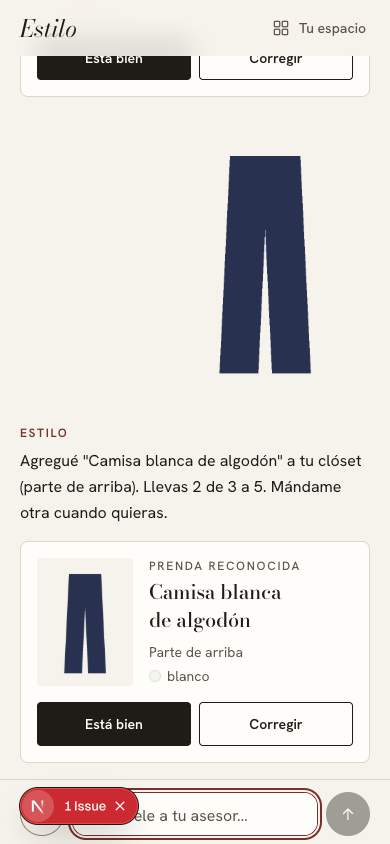 Estilo
Tu espacio
Está bien
Corregir
ESTILO
Agregué "Camisa blanca de algodón" a tu clóset
(parte de arriba). Llevas 2 de 3 a 5. Mándame
otra cuando quieras.
PRENDA RECONOCIDA
Camisa blanca
de algodón
Parte de arriba
blanco
Está bien
Corregir
N
1 Issue
ele a tu asesor...